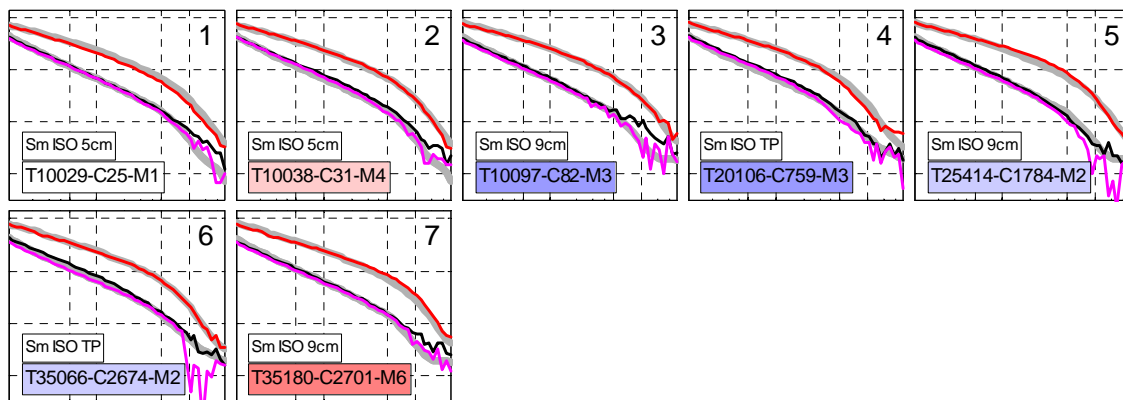 1
Sm ISO 5cm
T10029-C25-M1
2
Sm ISO 5cm
T10038-C31-M4
3
Sm ISO 9cm
T10097-C82-M3
4
Sm ISO TP
T20106-C759-M3
5
Sm ISO 9cm
T25414-C1784-M2
6
Sm ISO TP
T35066-C2674-M2
7
Sm ISO 9cm
T35180-C2701-M6